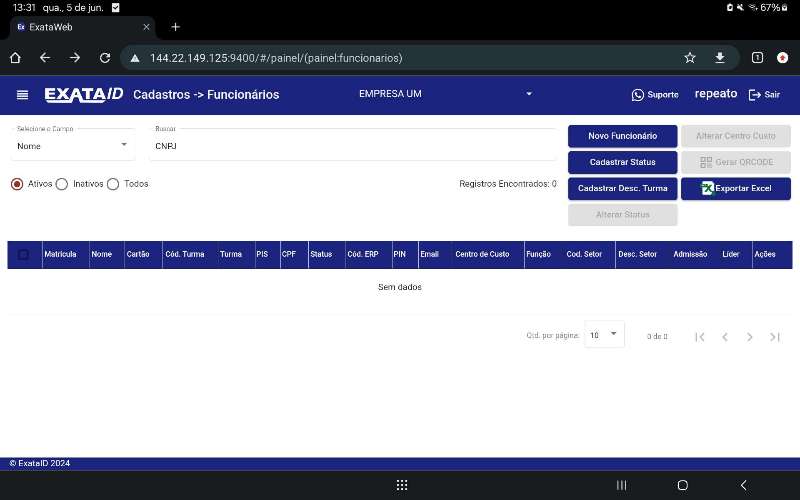 13:31 qua., 5 de jun.
67%
Ex ExataWeb
144.22.149.125:9400/#/painel/(painel:funcionarios)
1
EXATAID Cadastros -> Funcionários EMPRESA UM Suporte repeato Sair
Selecione o Campo
Nome
Buscar
CNPJ
Novo Funcionário
Alterar Centro Custo
Cadastrar Status
Gerar QRCODE
Ativos Inativos Todos
Registros Encontrados: 0
Cadastrar Desc. Turma
Exportar Excel
Alterar Status
Matrícula Nome Cartão Cód. Turma Turma PIS CPF Status Cód. ERP PIN Email Centro de Custo Função Cod. Setor Desc. Setor Admissão Líder Ações
Sem dados
Qtd. por página: 10 0 de 0
© ExataID 2024